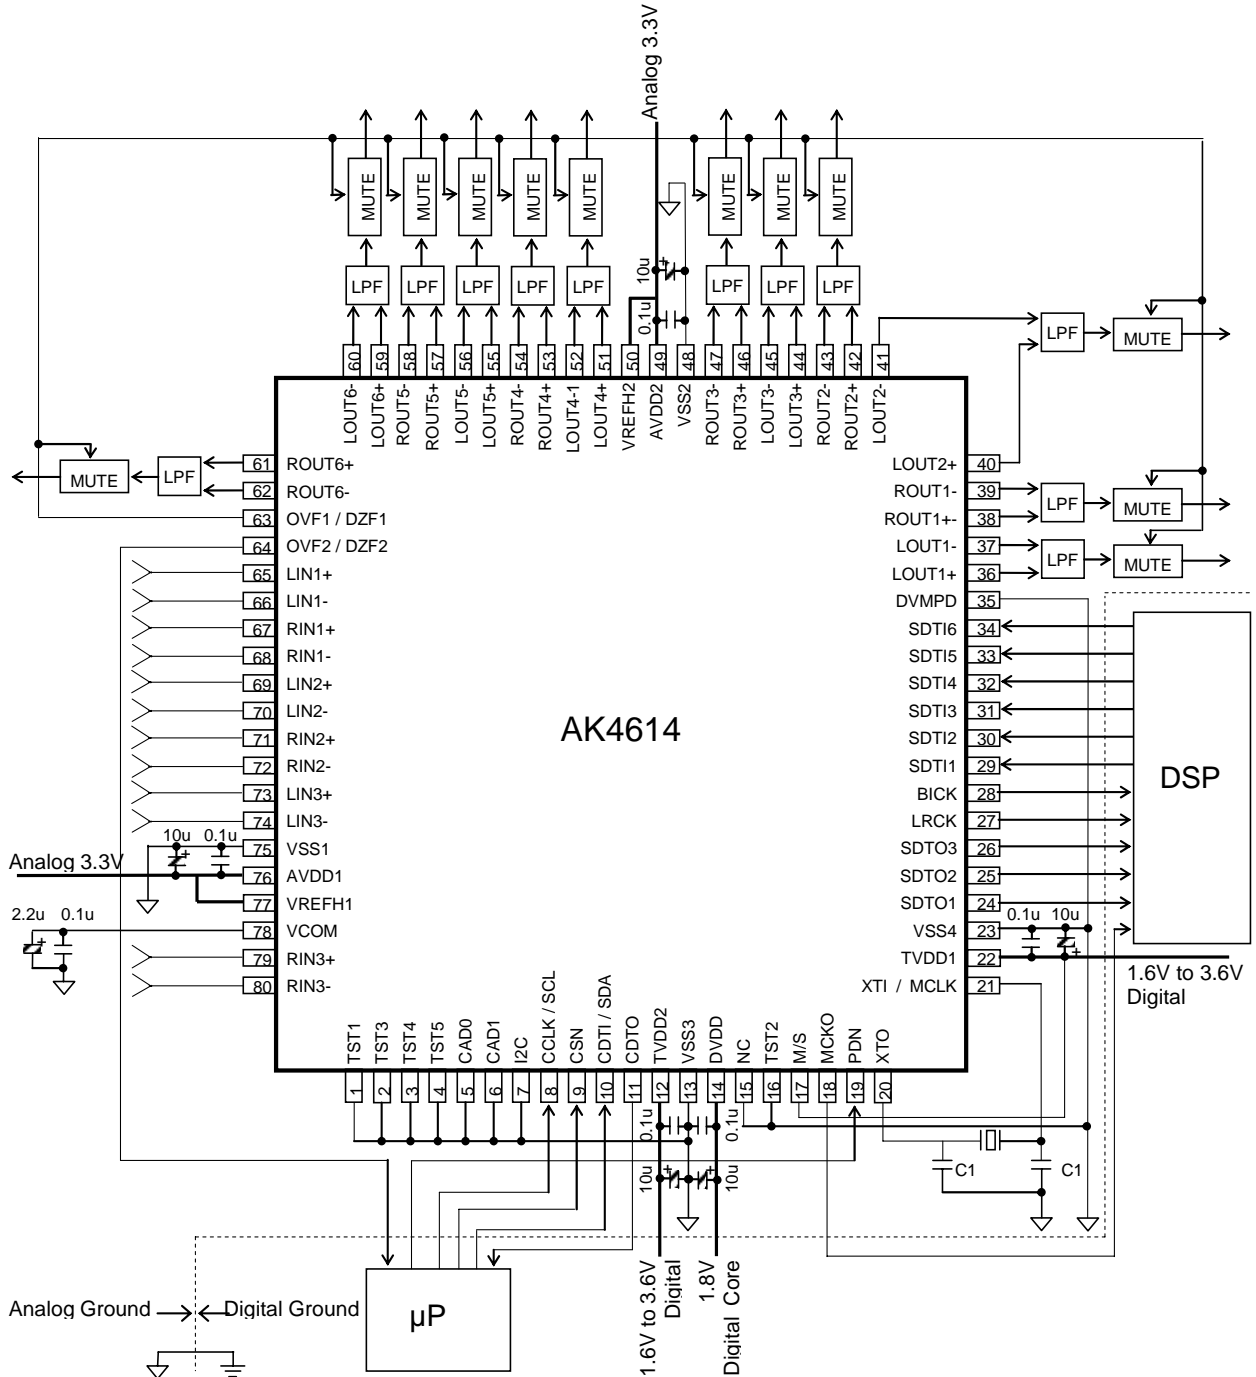 Analog 3.3V
MUTE MUTE MUTE MUTE MUTE MUTE MUTE MUTE
10u
LPF LPF LPF LPF LPF LPF LPF LPF
0.1u
LPF MUTE
60 59 58 57 56 55 54 53 52 51 50 49 48 47 46 45 44 43 42 41
LOUT6- LOUT6+ ROUT5- ROUT5+ LOUT5- LOUT5+ ROUT4- ROUT4+ LOUT4-1 LOUT4+ VREFH2 AVDD2 VSS2 ROUT3- ROUT3+ LOUT3- LOUT3+ ROUT2- ROUT2+ LOUT2-
MUTE LPF
61 ROUT6+
62 ROUT6-
63 OVF1 / DZF1
64 OVF2 / DZF2
65 LIN1+
66 LIN1-
67 RIN1+
68 RIN1-
69 LIN2+
70 LIN2-
71 RIN2+
72 RIN2-
73 LIN3+
74 LIN3-
10u 0.1u
75 VSS1
Analog 3.3V
76 AVDD1
77 VREFH1
2.2u 0.1u
78 VCOM
79 RIN3+
80 RIN3-
AK4614
LOUT2+ 40
ROUT1- 39
LPF MUTE
ROUT1+- 38
LOUT1- 37
LPF MUTE
LOUT1+ 36
DVMPD 35
SDTI6 34
SDTI5 33
SDTI4 32
SDTI3 31
SDTI2 30
SDTI1 29
DSP
BICK 28
LRCK 27
SDTO3 26
SDTO2 25
SDTO1 24
0.1u 10u
VSS4 23
TVDD1 22
1.6V to 3.6V
Digital
XTI / MCLK 21
TST1 TST3 TST4 TST5 CAD0 CAD1 I2C CCLK / SCL CSN CDTI / SDA CDTO TVDD2 VSS3 DVDD NC TST2 M/S MCKO PDN XTO
1 2 3 4 5 6 7 8 9 10 11 12 13 14 15 16 17 18 19 20
0.1u 0.1u
10u 10u
C1 C1
1.6V to 3.6V
Digital
1.8V
Digital Core
Analog Ground Digital Ground
µP